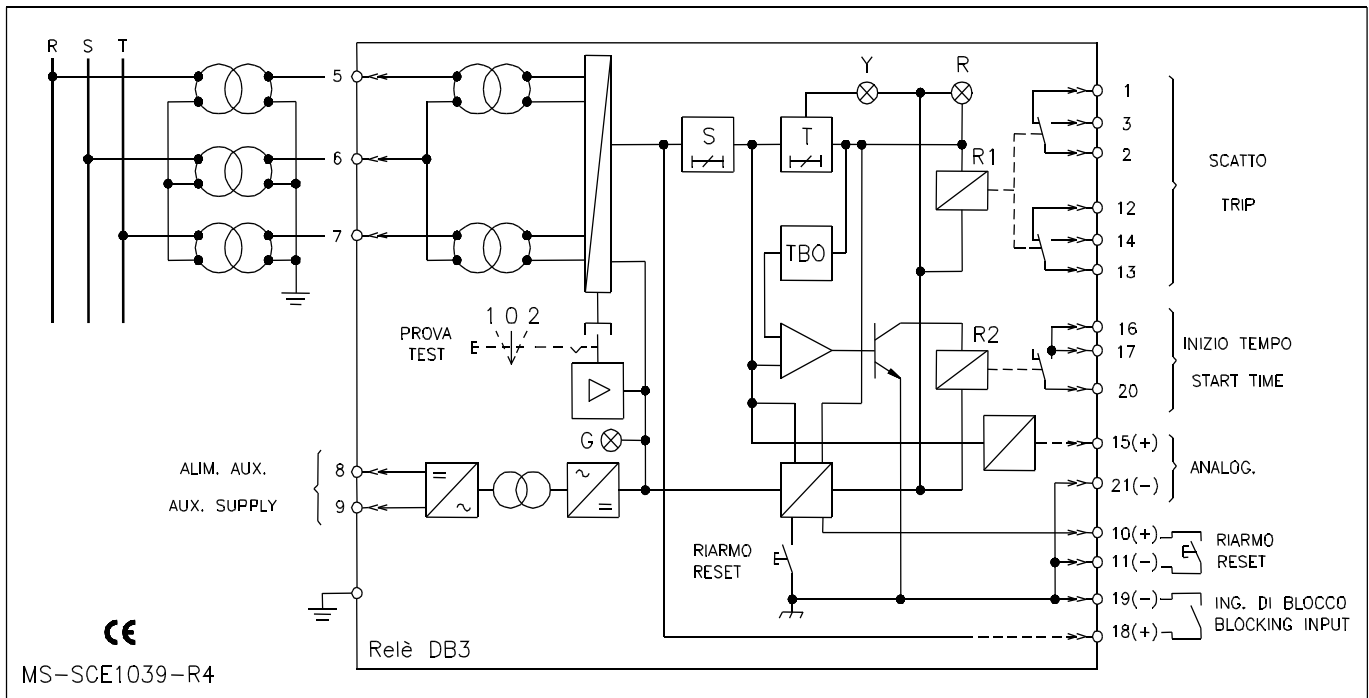 R S T
5
6
7
PROVA
TEST
1 0 2
G
ALIM. AUX.
AUX. SUPPLY
8
9
=
~
~
=
S
T
Y
R
R1
TBO
R2
RIARMO
RESET
1
3
2
12
14
13
SCATTO
TRIP
16
17
20
INIZIO TEMPO
START TIME
15(+)
21(-)
ANALOG.
10(+)
11(-)
RIARMO
RESET
19(-)
18(+)
ING. DI BLOCCO
BLOCKING INPUT
CE
MS-SCE1039-R4
Relè DB3